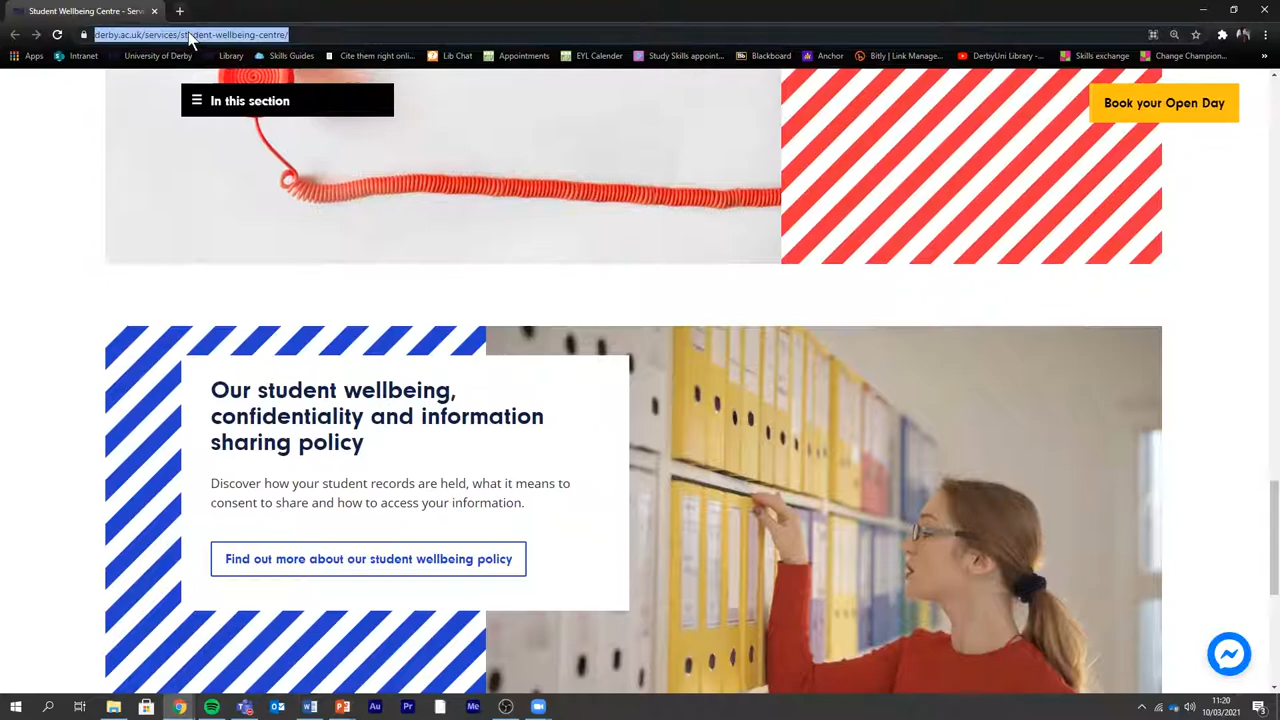 Student Wellbeing Centre - Servi
derby.ac.uk/services/student-wellbeing-centre/
Apps
Intranet
University of Derby
Library
Skills Guides
Cite them right onli...
Lib Chat
Appointments
EYL Calender
Study Skills appoint...
Blackboard
Anchor
Bitly | Link Manage...
DerbyUni Library -...
Skills exchange
Change Champion...
In this section
Book your Open Day
Our student wellbeing,
confidentiality and information
sharing policy
Discover how your student records are held, what it means to
consent to share and how to access your information.
Find out more about our student wellbeing policy
Au
Pr
Me
11:20
10/03/2021